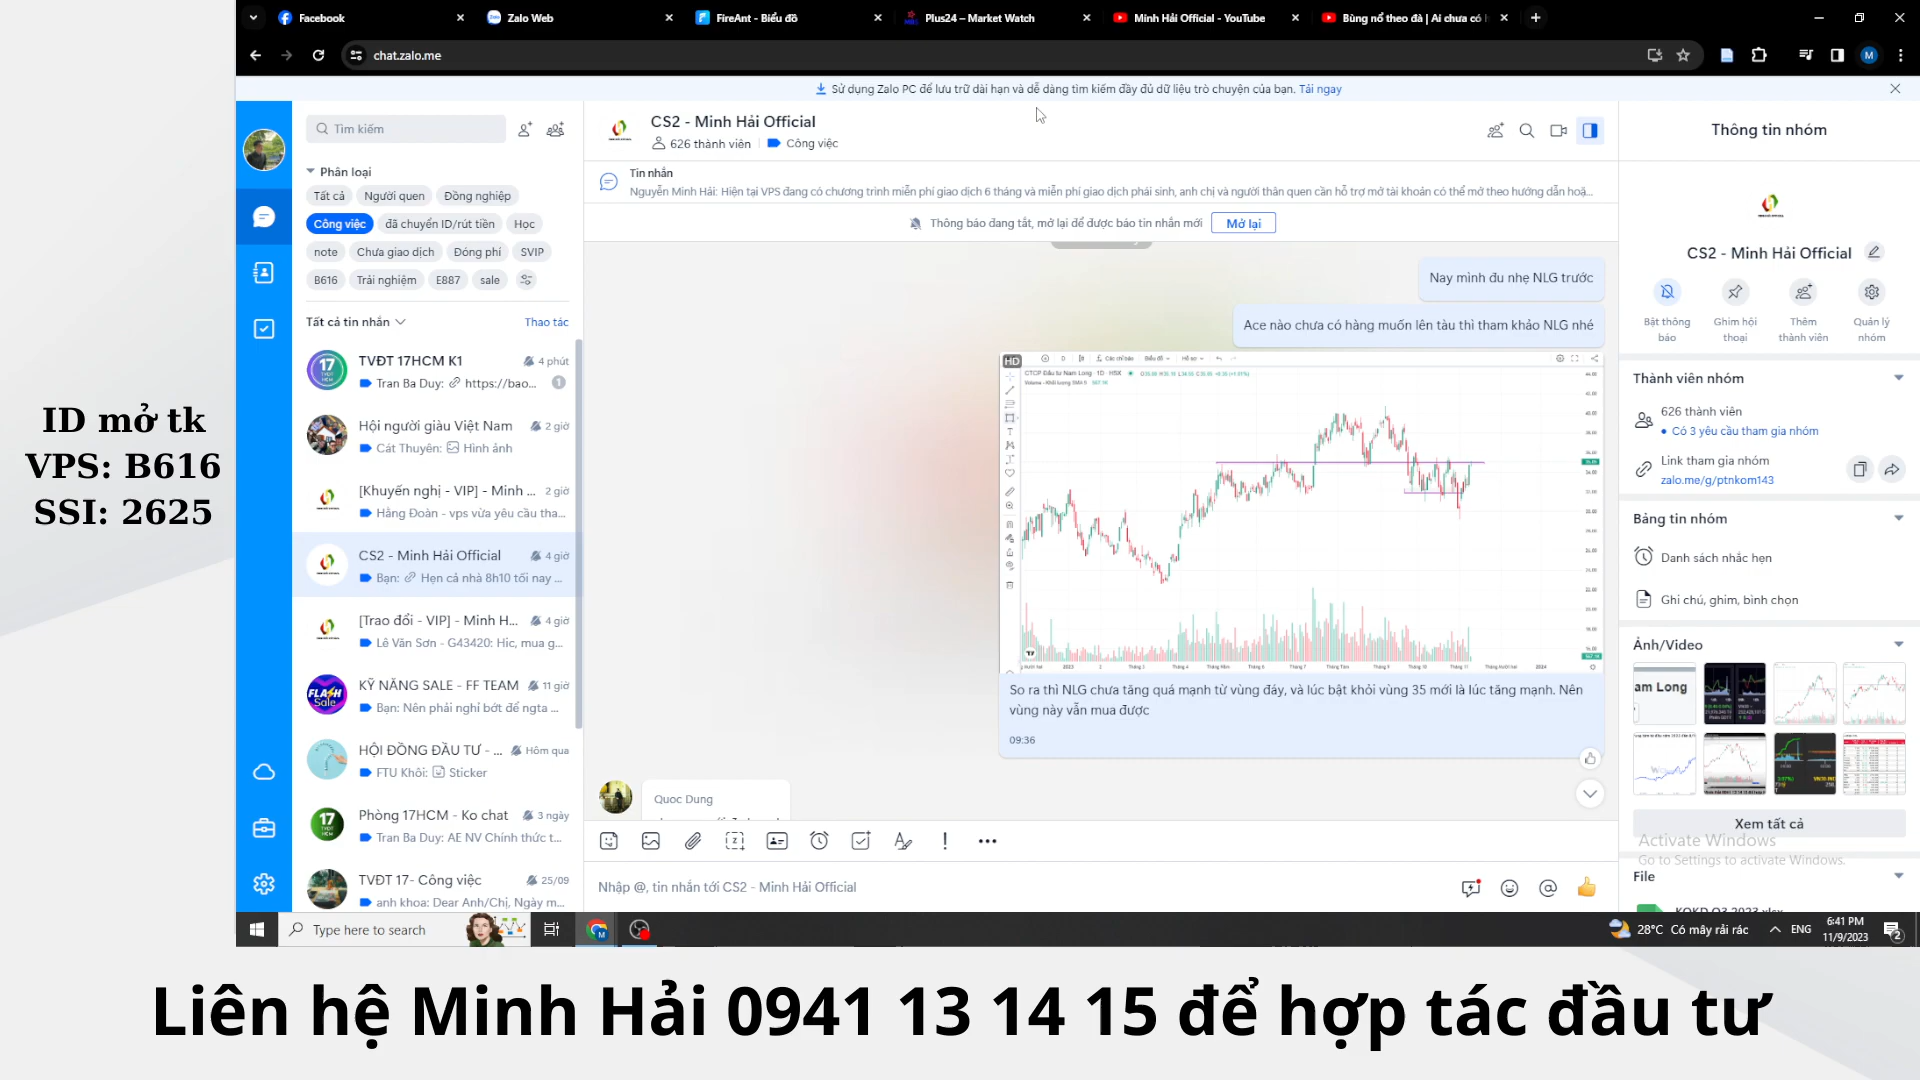 Facebook
Zalo Web
FireAnt - Biểu đồ
Plus24 – Market Watch
Minh Hải Official - YouTube
Bùng nổ theo đà | Ai chưa có h
chat.zalo.me
M
Sử dụng Zalo PC để lưu trữ dài hạn và dễ dàng tìm kiếm đầy đủ dữ liệu trò chuyện của bạn. Tải ngay
Tìm kiếm
Phân loại
Tất cả Người quen Đồng nghiệp
Công việc đã chuyển ID/rút tiền Học
note Chưa giao dịch Đóng phí SVIP
B616 Trải nghiệm E887 sale
Tất cả tin nhắn
Thao tác
TVĐT 17HCM K1 4 phút
Tran Ba Duy: https://bao... 1
Hội người giàu Việt Nam 2 giờ
Cát Thuyên: Hình ảnh
[Khuyến nghị - VIP] - Minh ... 2 giờ
Hằng Đoàn - vps vừa yêu cầu tha...
CS2 - Minh Hải Official 4 giờ
Bạn: Hẹn cả nhà 8h10 tối nay ...
[Trao đổi - VIP] - Minh H... 4 giờ
Lê Văn Sơn - G43420: Hic, mua g...
FLASH Sale
KỸ NĂNG SALE - FF TEAM 11 giờ
Bạn: Nên phải nghỉ bớt để ngta ...
HỘI ĐỒNG ĐẦU TƯ - ... Hôm qua
FTU Khôi: Sticker
Phòng 17HCM - Ko chat 3 ngày
Tran Ba Duy: AE NV Chính thức t...
TVĐT 17- Công việc 25/09
anh khoa: Dear Anh/Chị, Ngày m...
CS2 - Minh Hải Official
626 thành viên Công việc
Tin nhắn
Nguyễn Minh Hải: Hiện tại VPS đang có chương trình miễn phí giao dịch 6 tháng và miễn phí giao dịch phái sinh, anh chị và người thân quen cần hỗ trợ mở tài khoản có thể mở theo hướng dẫn hoặ...
Thông báo đang tắt, mở lại để được báo tin nhắn mới Mở lại
Nay mình đu nhẹ NLG trước
Ace nào chưa có hàng muốn lên tàu thì tham khảo NLG nhé
HD
CTCP Đầu tư Nam Long · 1D · HSX
So ra thì NLG chưa tăng quá mạnh từ vùng đáy, và lúc bật khỏi vùng 35 mới là lúc tăng mạnh. Nên
vùng này vẫn mua được
09:36
Quoc Dung
Nhập @, tin nhắn tới CS2 - Minh Hải Official
Thông tin nhóm
CS2 - Minh Hải Official
Bật thông báo
Ghim hội thoại
Thêm thành viên
Quản lý nhóm
Thành viên nhóm
626 thành viên
Có 3 yêu cầu tham gia nhóm
Link tham gia nhóm
zalo.me/g/ptnkom143
Bảng tin nhóm
Danh sách nhắc hẹn
Ghi chú, ghim, bình chọn
Ảnh/Video
am Long
Xem tất cả
Activate Windows
Go to Settings to activate Windows.
File
KQKD Q3 2023.xlsx
Type here to search
28°C Có mây rải rác
ENG
6:41 PM
11/9/2023
2
ID mở tk
VPS: B616
SSI: 2625
Liên hệ Minh Hải 0941 13 14 15 để hợp tác đầu tư